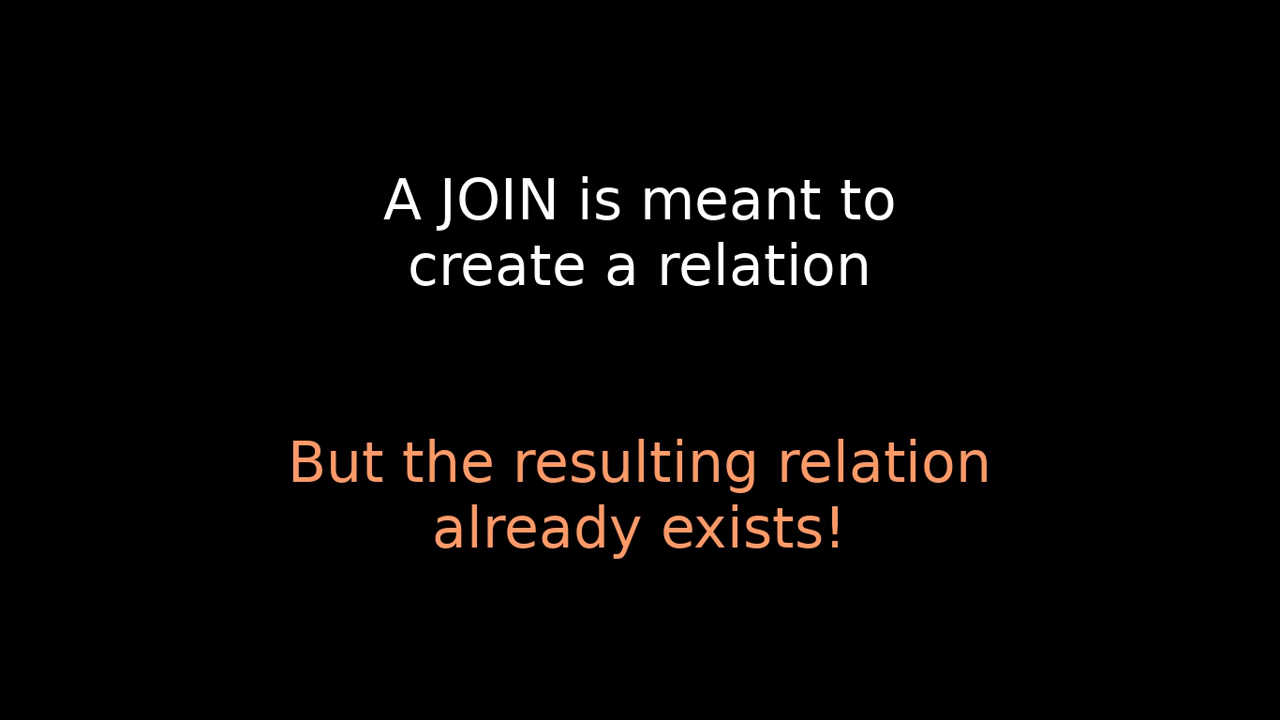 A JOIN is meant to
create a relation
But the resulting relation
already exists!